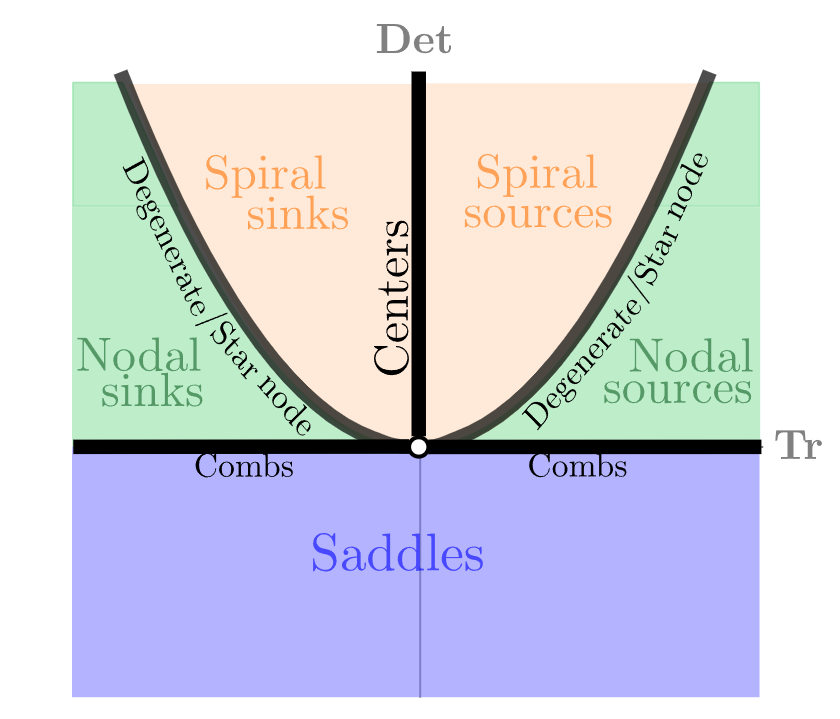 Det
Spiral
sinks
Spiral
sources
Degenerate/Star node
Centers
Degenerate/Star node
Nodal
sinks
Nodal
sources
Tr
Combs
Combs
Saddles